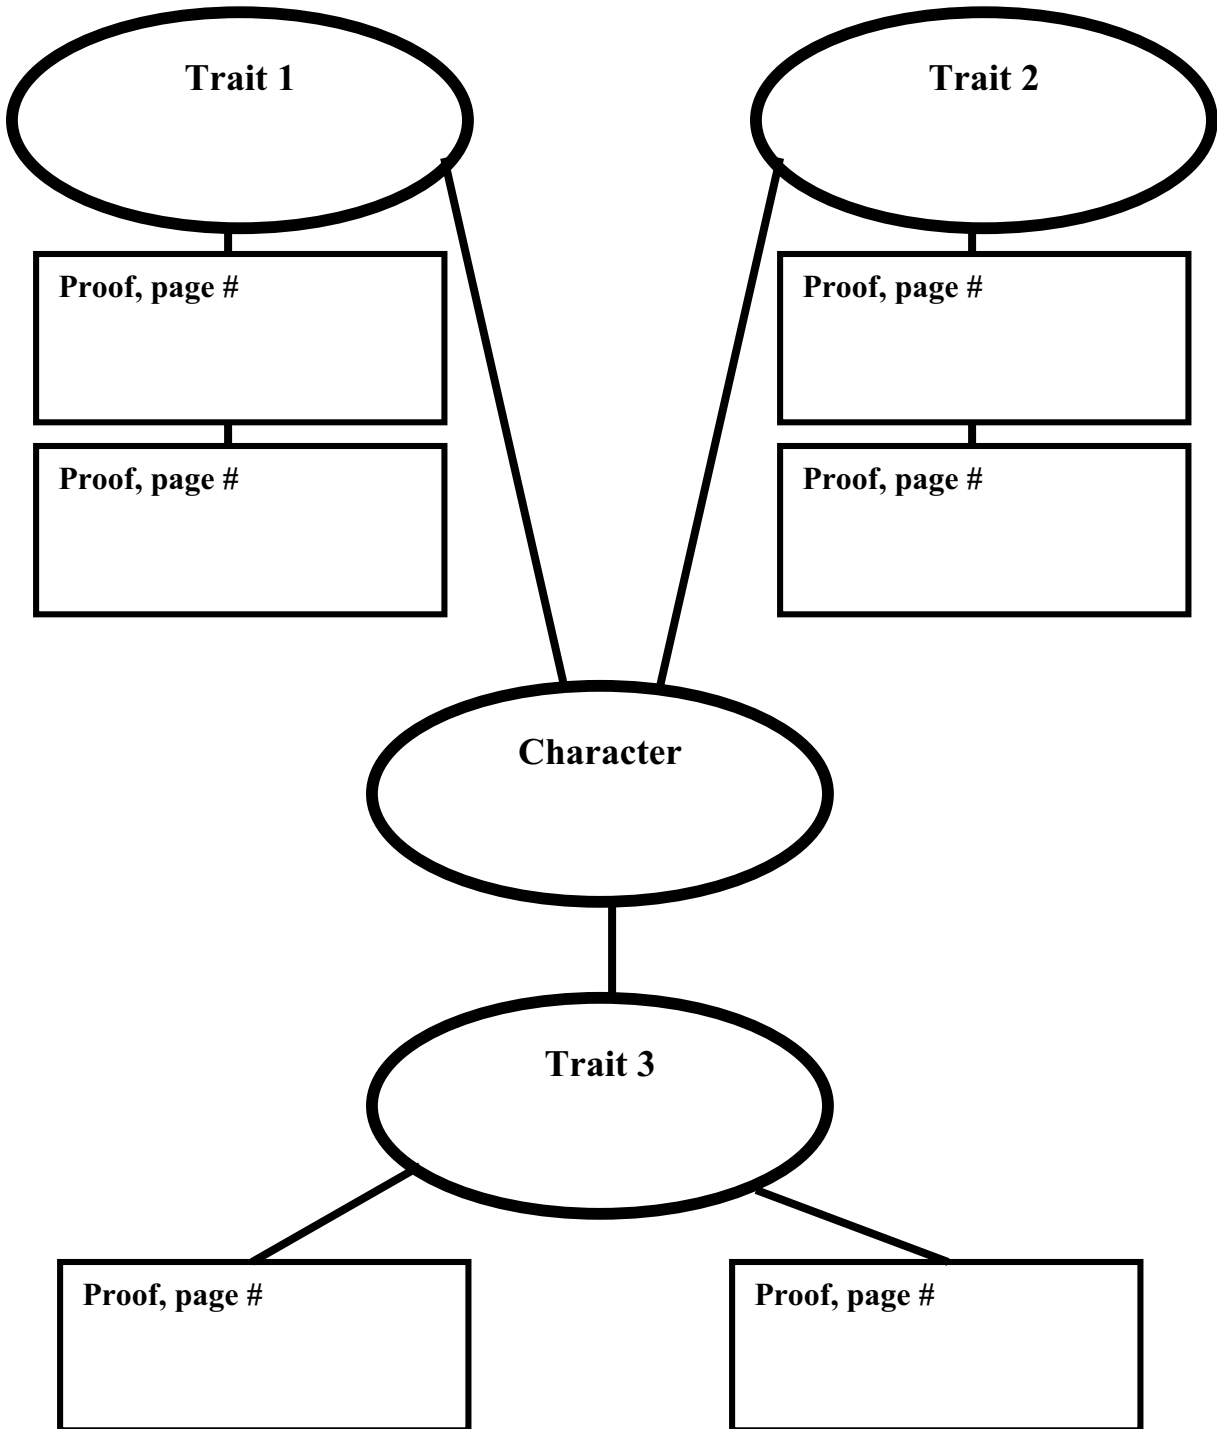 Trait 1
Trait 2
Proof, page #
Proof, page #
Proof, page #
Proof, page #
Character
Trait 3
Proof, page #
Proof, page #